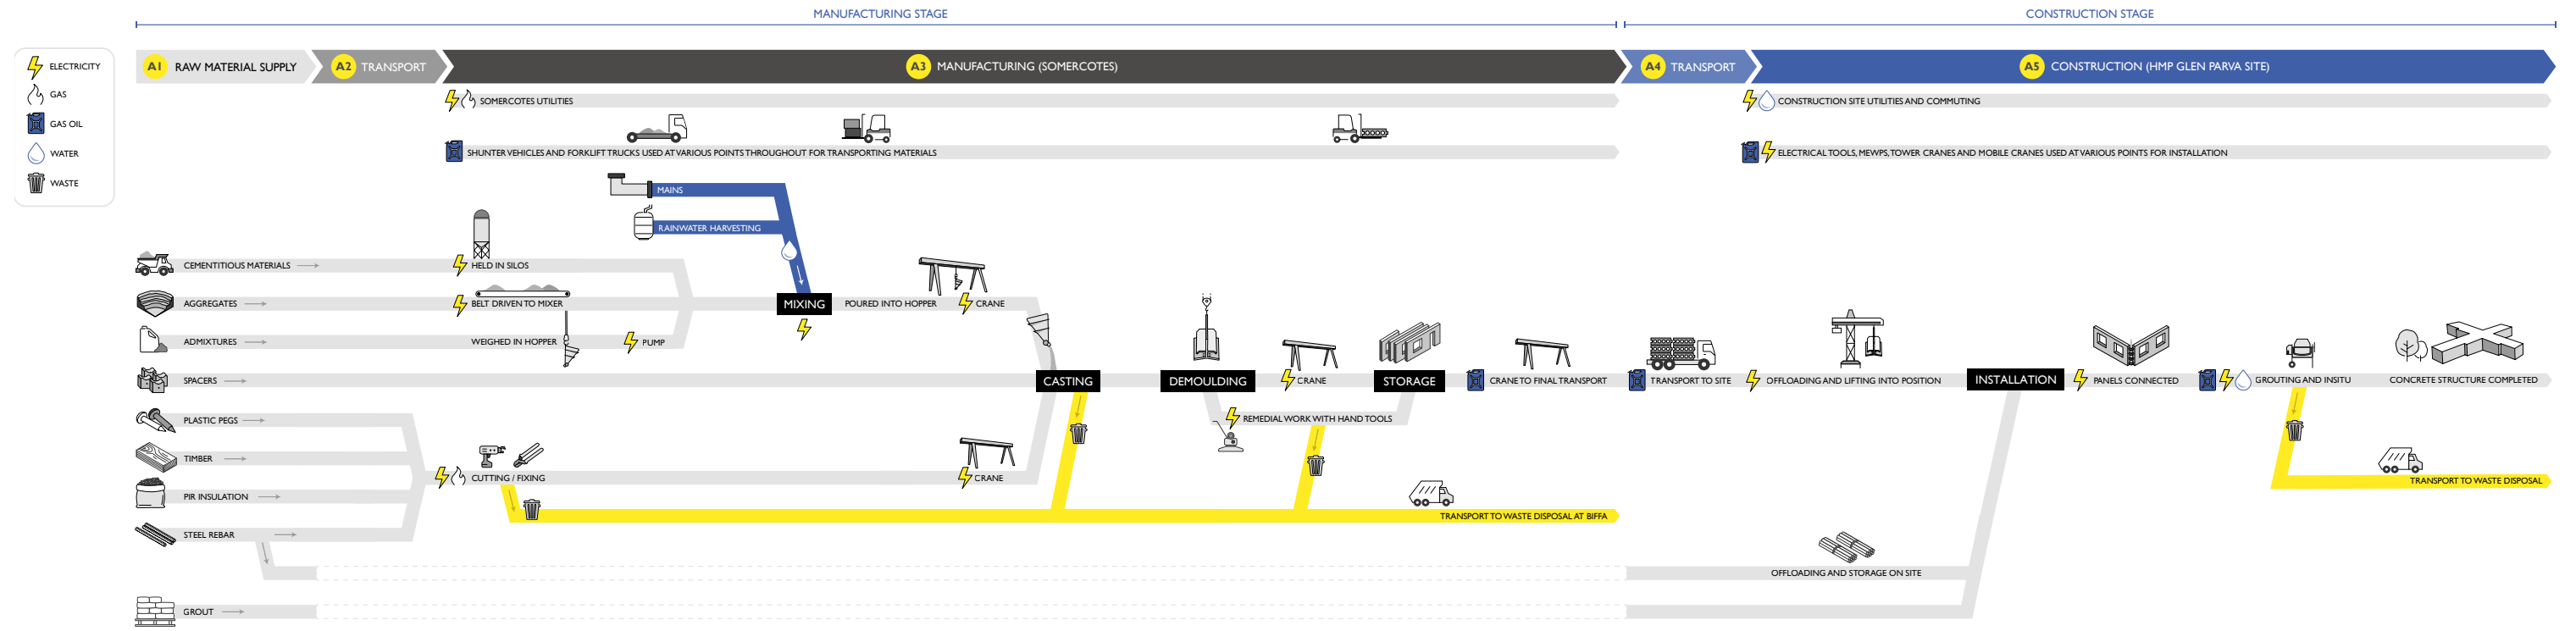 MANUFACTURING STAGE
CONSTRUCTION STAGE
A1 RAW MATERIAL SUPPLY
A2 TRANSPORT
A3 MANUFACTURING (SOMERCOTES)
A4 TRANSPORT
A5 CONSTRUCTION (HMP GLEN PARVA SITE)
ELECTRICITY
GAS
GAS OIL
WATER
WASTE
SOMERCOTES UTILITIES
CONSTRUCTION SITE UTILITIES AND COMMUTING
SHUNTER VEHICLES AND FORKLIFT TRUCKS USED AT VARIOUS POINTS THROUGHOUT FOR TRANSPORTING MATERIALS
ELECTRICAL TOOLS, MEWPS, TOWER CRANES AND MOBILE CRANES USED AT VARIOUS POINTS FOR INSTALLATION
MAINS
RAINWATER HARVESTING
CEMENTITIOUS MATERIALS
HELD IN SILOS
AGGREGATES
BELT DRIVEN TO MIXER
MIXING
POURED INTO HOPPER
CRANE
ADMIXTURES
WEIGHED IN HOPPER
PUMP
SPACERS
CASTING
DEMOULDING
CRANE
STORAGE
CRANE TO FINAL TRANSPORT
TRANSPORT TO SITE
OFFLOADING AND LIFTING INTO POSITION
INSTALLATION
PANELS CONNECTED
GROUTING AND INSITU
CONCRETE STRUCTURE COMPLETED
PLASTIC PEGS
REMEDIAL WORK WITH HAND TOOLS
TIMBER
CUTTING / FIXING
CRANE
TRANSPORT TO WASTE DISPOSAL
PIR INSULATION
TRANSPORT TO WASTE DISPOSAL AT BIFFA
STEEL REBAR
OFFLOADING AND STORAGE ON SITE
GROUT